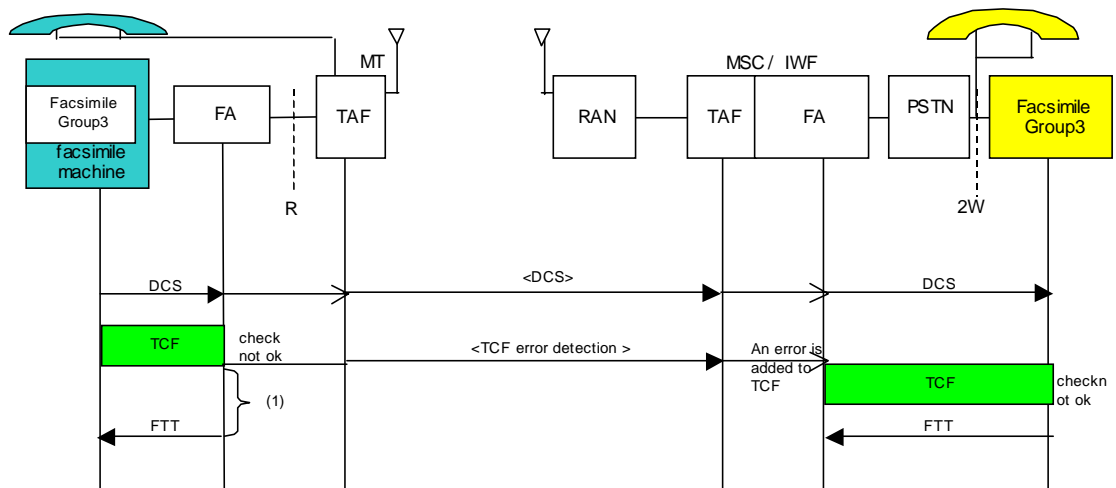 MT
MSC / IWF
Facsimile
Group3
facsimile
machine
FA
TAF
RAN
TAF
FA
PSTN
Facsimile
Group3
R
2W
DCS
<DCS>
DCS
TCF
check
not ok
<TCF error detection >
An error is
added to
TCF
TCF
checkn
ot ok
(1)
FTT
FTT